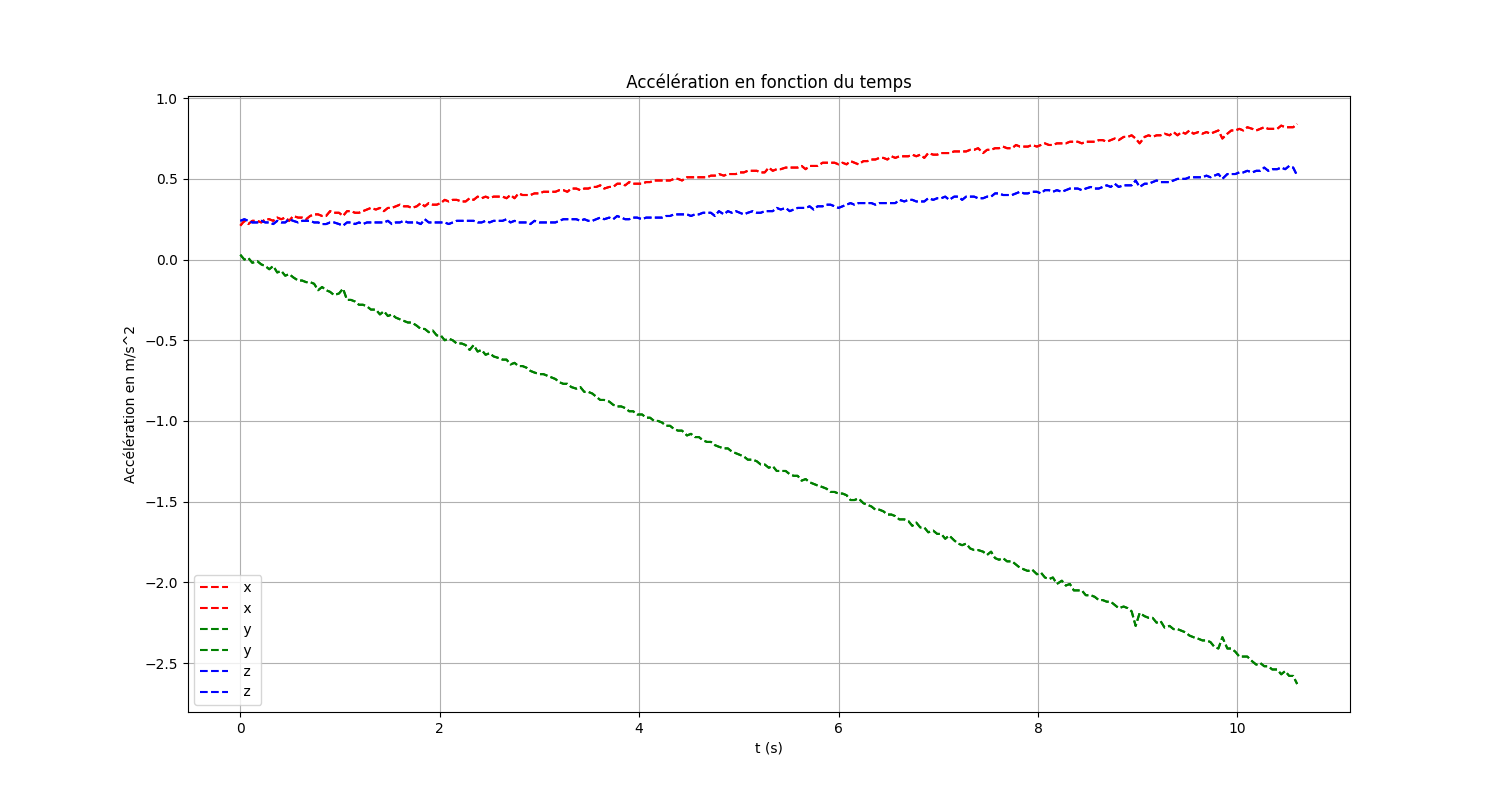 Accélération en fonction du temps
1.0
0.5
0.0
−0.5
−1.0
−1.5
−2.0
−2.5
Accélération en m/s^2
x
x
y
y
z
z
0 2 4 6 8 10
t (s)